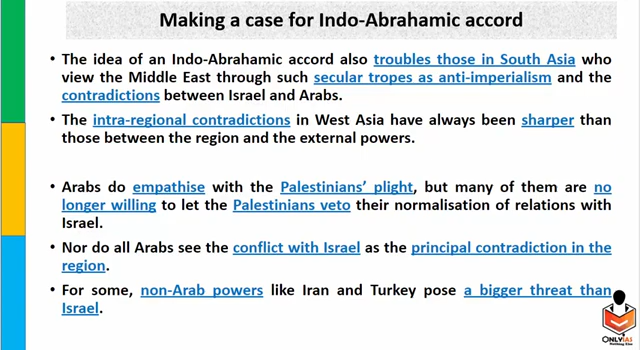 Making a case for Indo-Abrahamic accord
• The idea of an Indo-Abrahamic accord also troubles those in South Asia who
view the Middle East through such secular tropes as anti-imperialism and the
contradictions between Israel and Arabs.
• The intra-regional contradictions in West Asia have always been sharper than
those between the region and the external powers.
• Arabs do empathise with the Palestinians' plight, but many of them are no
longer willing to let the Palestinians veto their normalisation of relations with
Israel.
• Nor do all Arabs see the conflict with Israel as the principal contradiction in the
region.
• For some, non-Arab powers like Iran and Turkey pose a bigger threat than
Israel.
ONLYIAS
Nothing Else